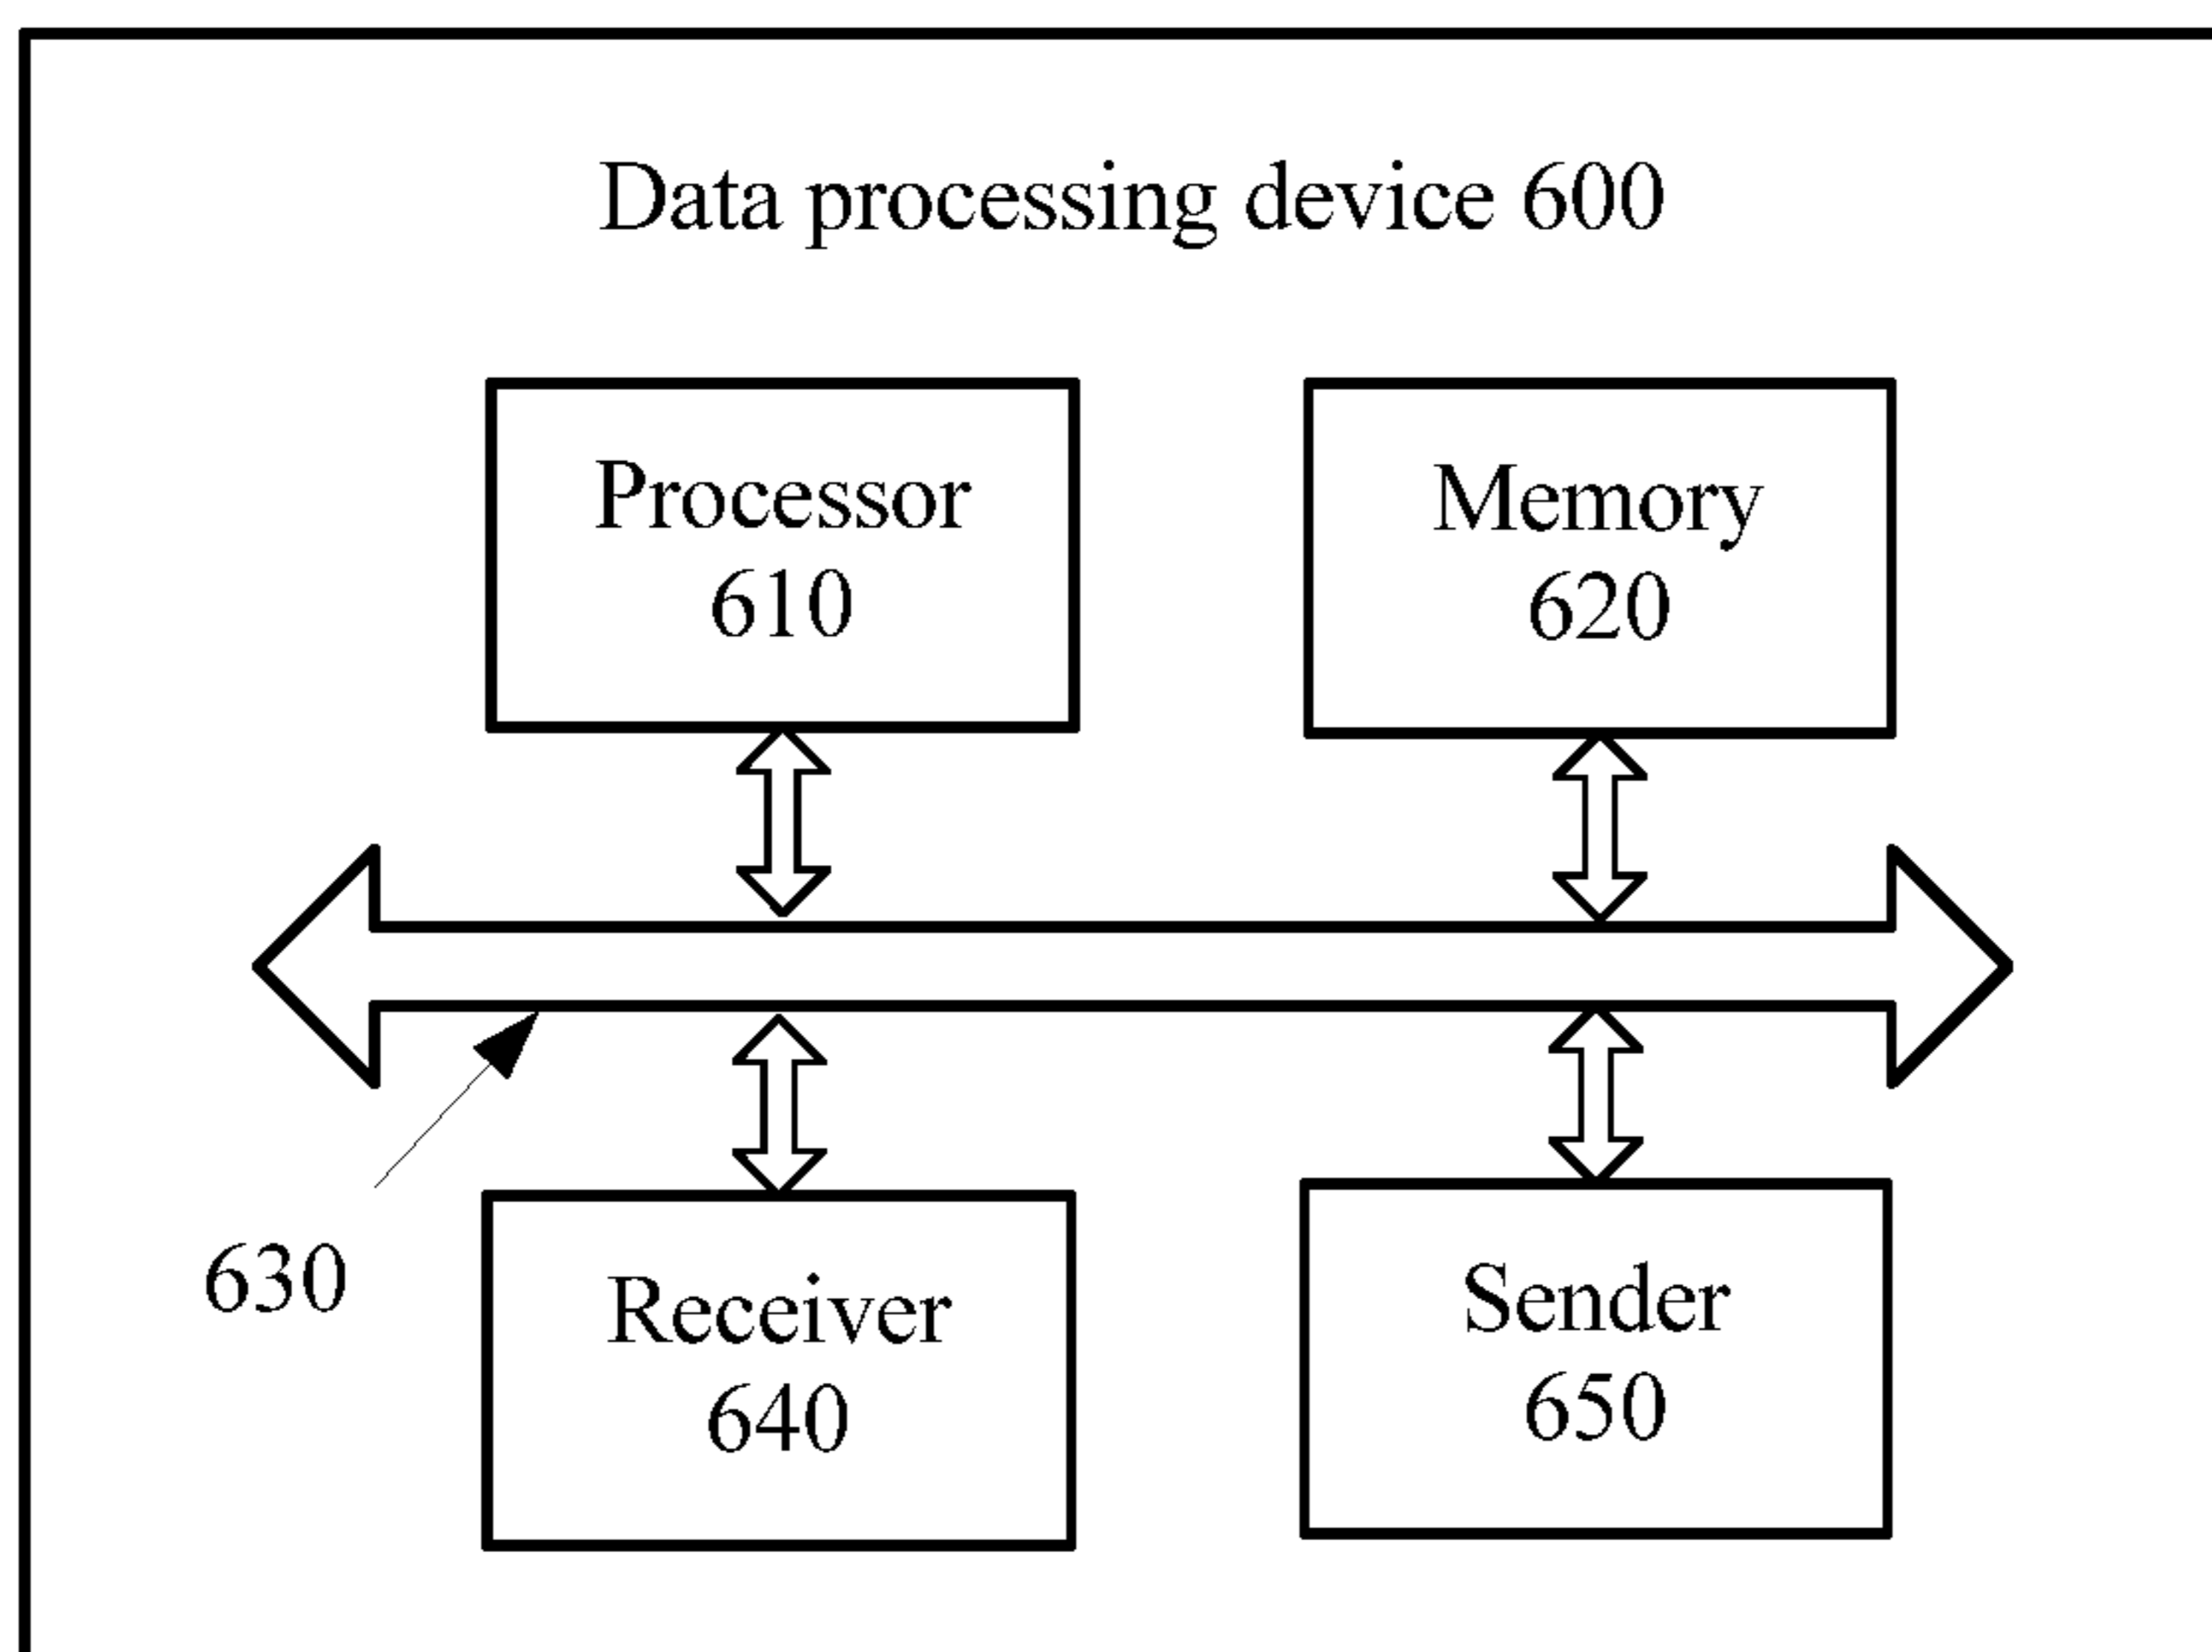 Data processing device 600
Processor
610
Memory
620
630
Receiver
640
Sender
650